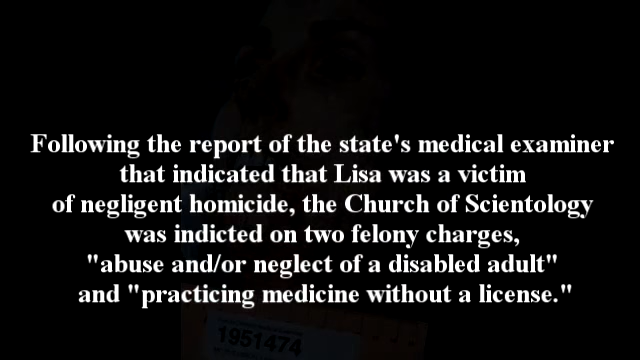 Following the report of the state's medical examiner
that indicated that Lisa was a victim
of negligent homicide, the Church of Scientology
was indicted on two felony charges,
"abuse and/or neglect of a disabled adult"
and "practicing medicine without a license."
1951474